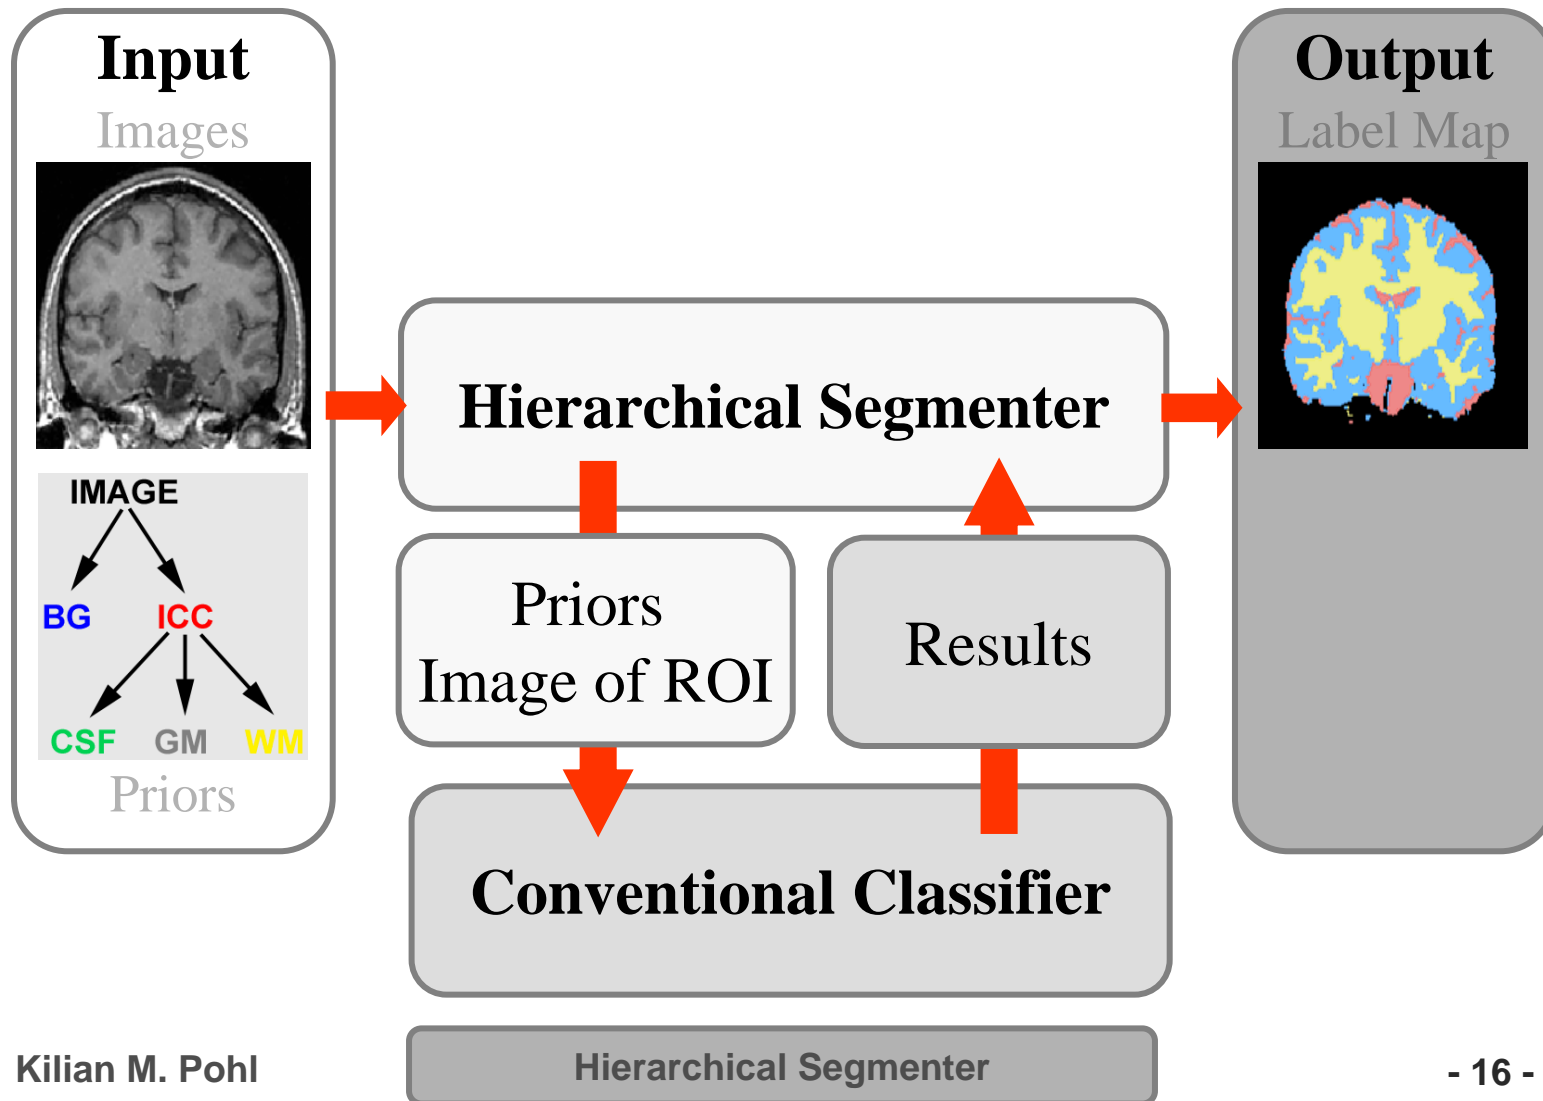 Input
Images
IMAGE
BG ICC
CSF GM WM
Priors
Hierarchical Segmenter
Priors
Image of ROI
Results
Conventional Classifier
Output
Label Map
Kilian M. Pohl
Hierarchical Segmenter
- 16 -